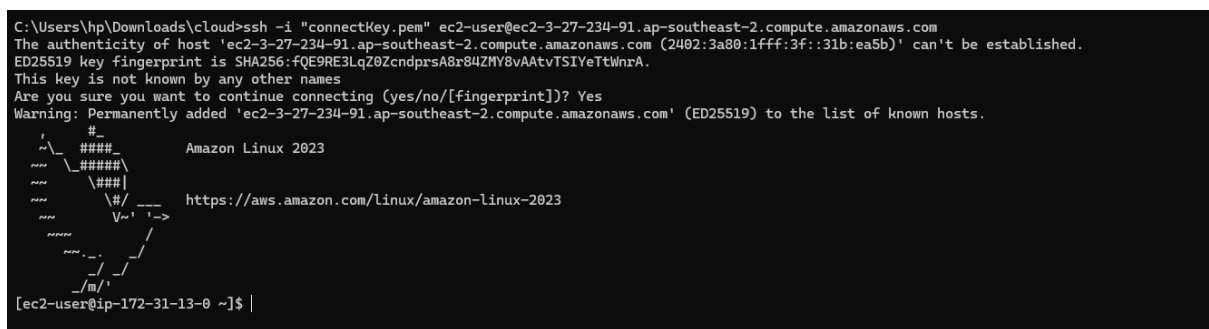 C:\Users\hp\Downloads\cloud>ssh -i "connectKey.pem" ec2-user@ec2-3-27-234-91.ap-southeast-2.compute.amazonaws.com
The authenticity of host 'ec2-3-27-234-91.ap-southeast-2.compute.amazonaws.com (2402:3a80:1fff:3f::31b:ea5b)' can't be established.
ED25519 key fingerprint is SHA256:fQE9RE3LqZ0ZcndprsA8r84ZMY8vAAtvTSIYeTtWnrA.
This key is not known by any other names
Are you sure you want to continue connecting (yes/no/[fingerprint])? Yes
Warning: Permanently added 'ec2-3-27-234-91.ap-southeast-2.compute.amazonaws.com' (ED25519) to the list of known hosts.
   ,     #_
   ~\_  ####_        Amazon Linux 2023
  ~~  \_#####\
  ~~     \###|
  ~~       \#/ ___   https://aws.amazon.com/linux/amazon-linux-2023
   ~~       V~' '->
    ~~~         /
      ~~._.   _/
         _/ _/
       _/m/'
[ec2-user@ip-172-31-13-0 ~]$